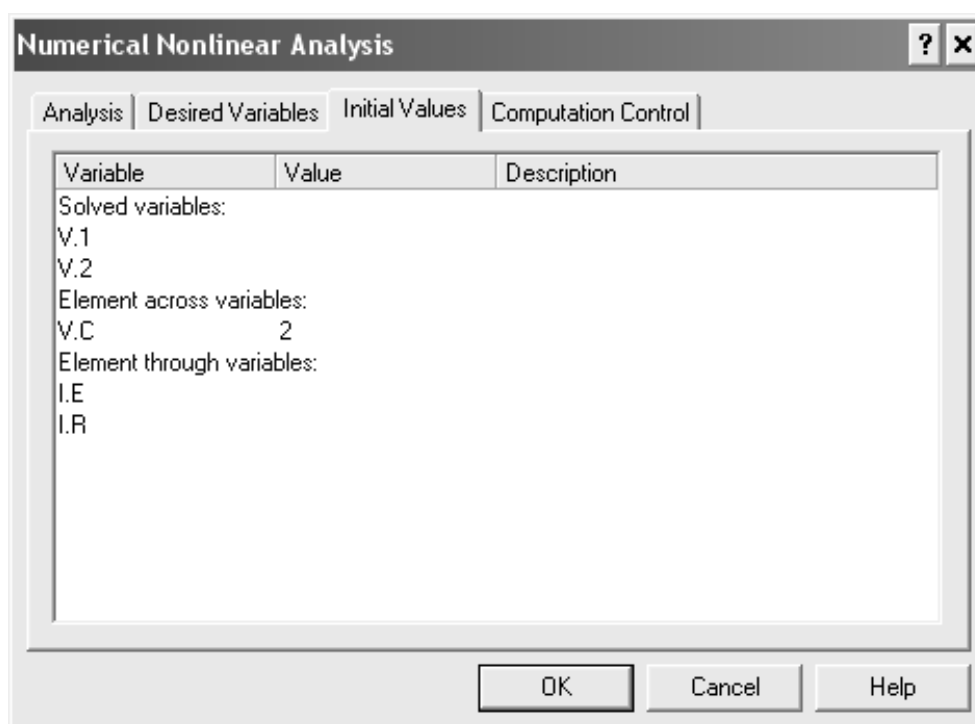 Numerical Nonlinear Analysis ? ×
Analysis Desired Variables Initial Values Computation Control
Variable Value Description
Solved variables:
V.1
V.2
Element across variables:
V.C 2
Element through variables:
I.E
I.R
OK Cancel Help